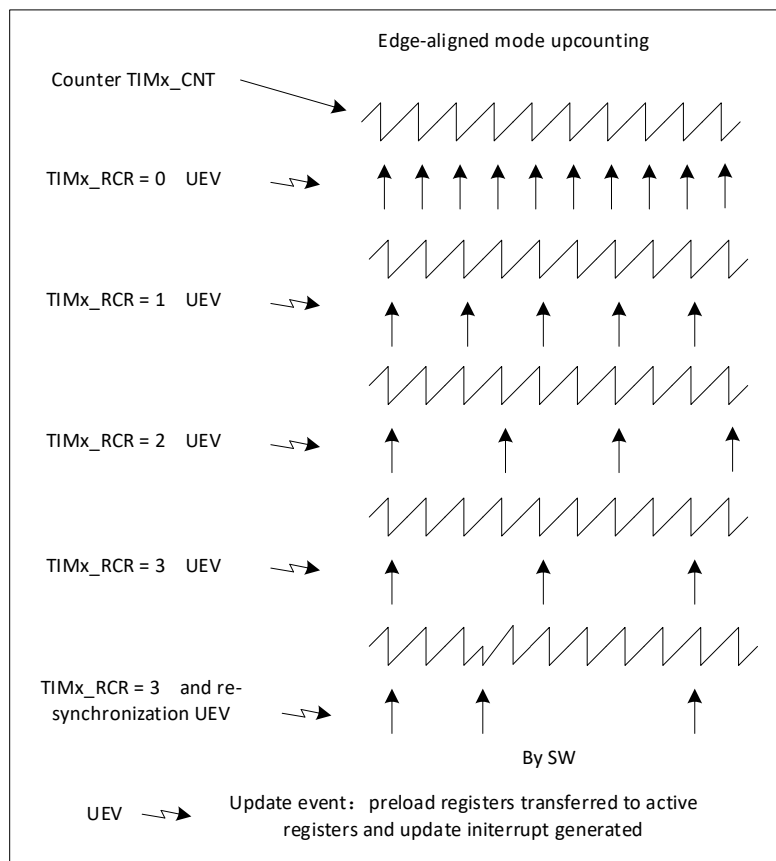 Edge-aligned mode upcounting
Counter TIMx_CNT
TIMx_RCR = 0 UEV
TIMx_RCR = 1 UEV
TIMx_RCR = 2 UEV
TIMx_RCR = 3 UEV
TIMx_RCR = 3 and re-
synchronization UEV
By SW
UEV
Update event：preload registers transferred to active
registers and update initerrupt generated